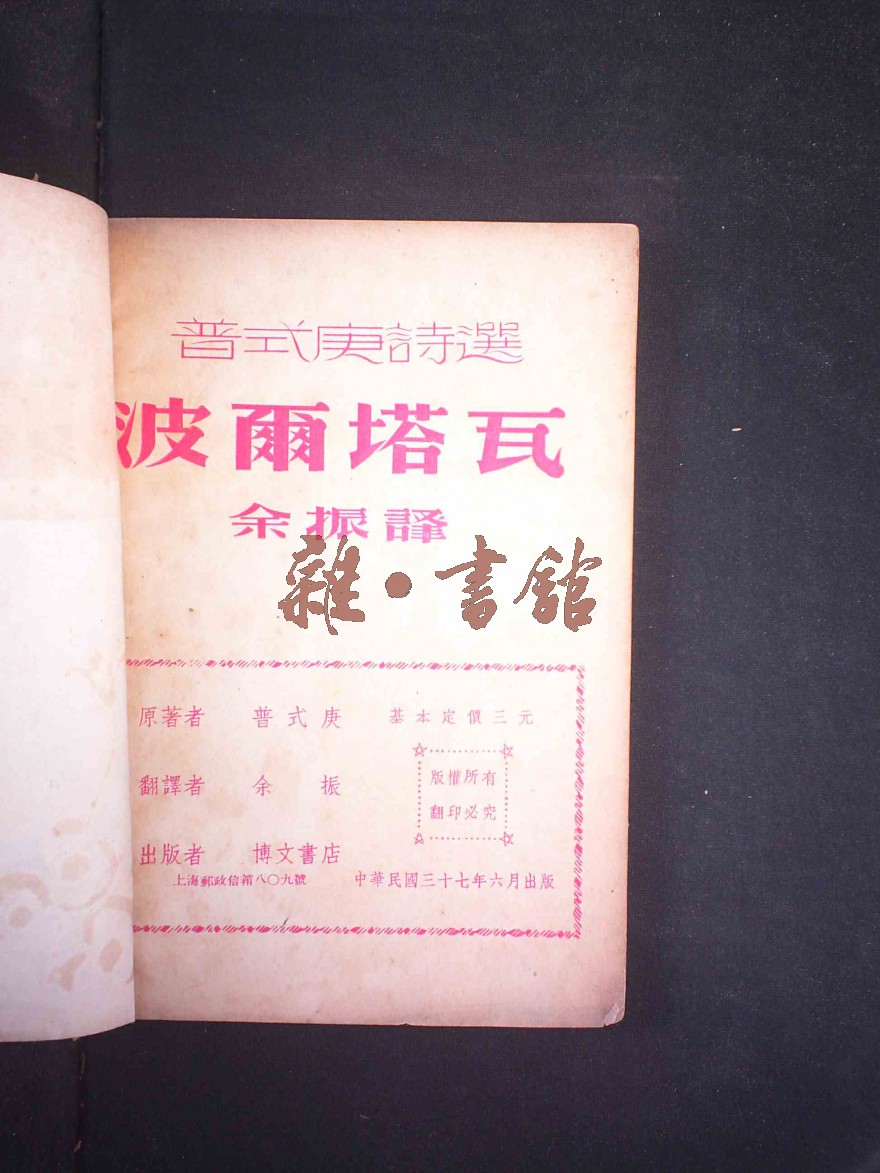 普式庚詩選
波爾塔瓦
余振譯
雜·書館
原著者 普式庚 基本定價三元
翻譯者 余振
版權所有
翻印必究
出版者 博文書店
上海郵政信箱八〇九號 中華民國三十七年六月出版